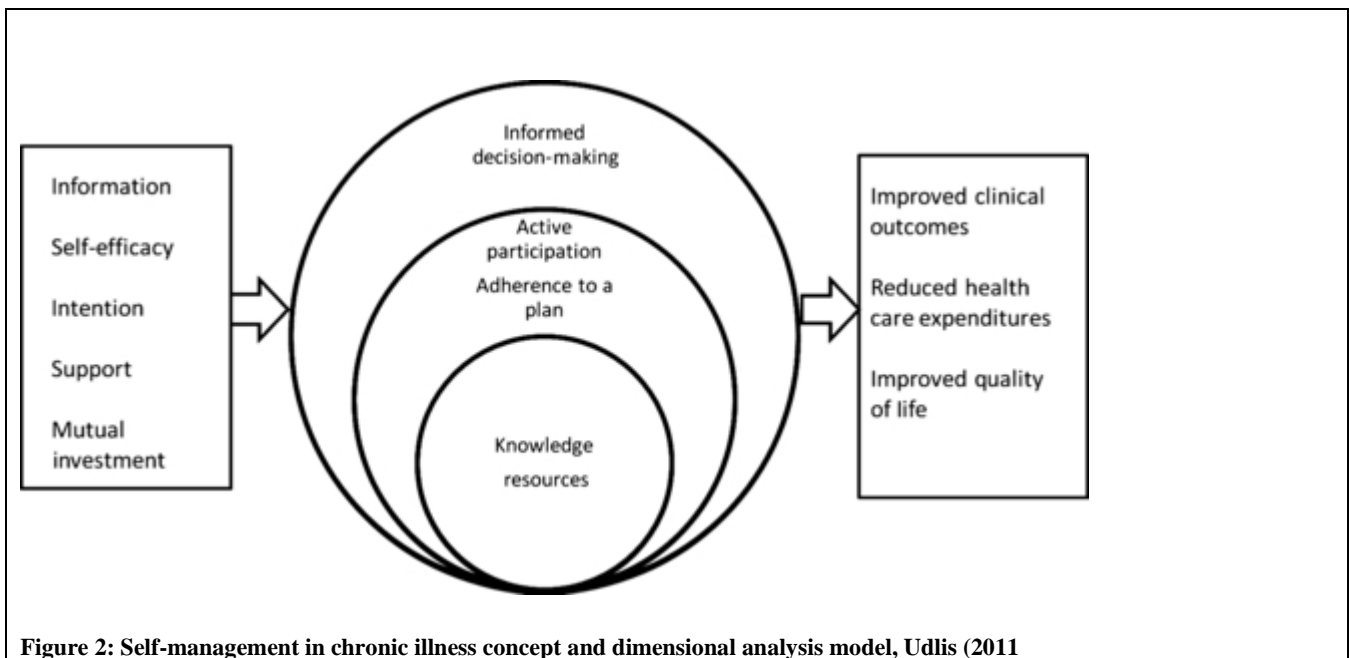 Information
Self-efficacy
Intention
Support
Mutual
investment
Informed
decision-making
Active
participation
Adherence to a
plan
Knowledge
resources
Improved clinical
outcomes
Reduced health
care expenditures
Improved quality
of life
Figure 2: Self-management in chronic illness concept and dimensional analysis model, Udlis (2011